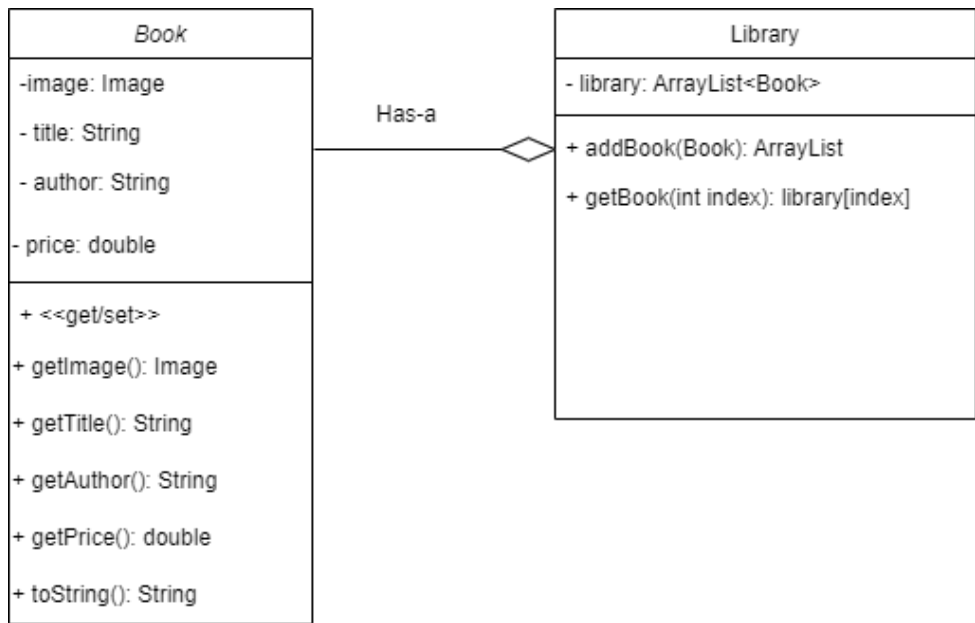 Book
-image: Image
- title: String
- author: String
- price: double
+ <<get/set>>
+ getImage(): Image
+ getTitle(): String
+ getAuthor(): String
+ getPrice(): double
+ toString(): String
Has-a
Library
- library: ArrayList<Book>
+ addBook(Book): ArrayList
+ getBook(int index): library[index]